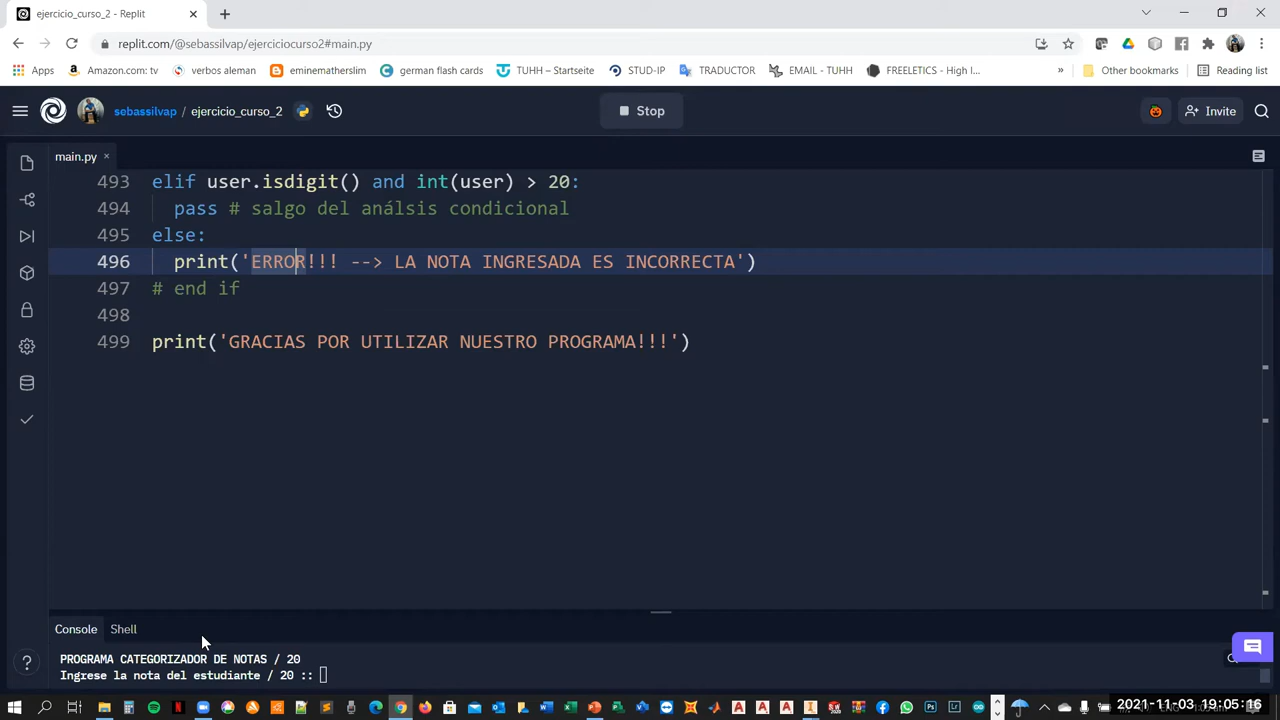 ejercicio_curso_2 - Replit
replit.com/@sebassilvap/ejerciciocurso2#main.py
Apps
Amazon.com: tv
verbos aleman
eminematherslim
german flash cards
TUHH – Startseite
STUD-IP
TRADUCTOR
EMAIL - TUHH
FREELETICS - High I...
»
Other bookmarks
Reading list
sebassilvap / ejercicio_curso_2
Stop
Invite
main.py
493 elif user.isdigit() and int(user) > 20:
494 pass # salgo del análsis condicional
495 else:
496 print('ERROR!!! --> LA NOTA INGRESADA ES INCORRECTA')
497 # end if
498
499 print('GRACIAS POR UTILIZAR NUESTRO PROGRAMA!!!')
Console
Shell
PROGRAMA CATEGORIZADOR DE NOTAS / 20
Ingrese la nota del estudiante / 20 ::
2021-11-03 19:05:16